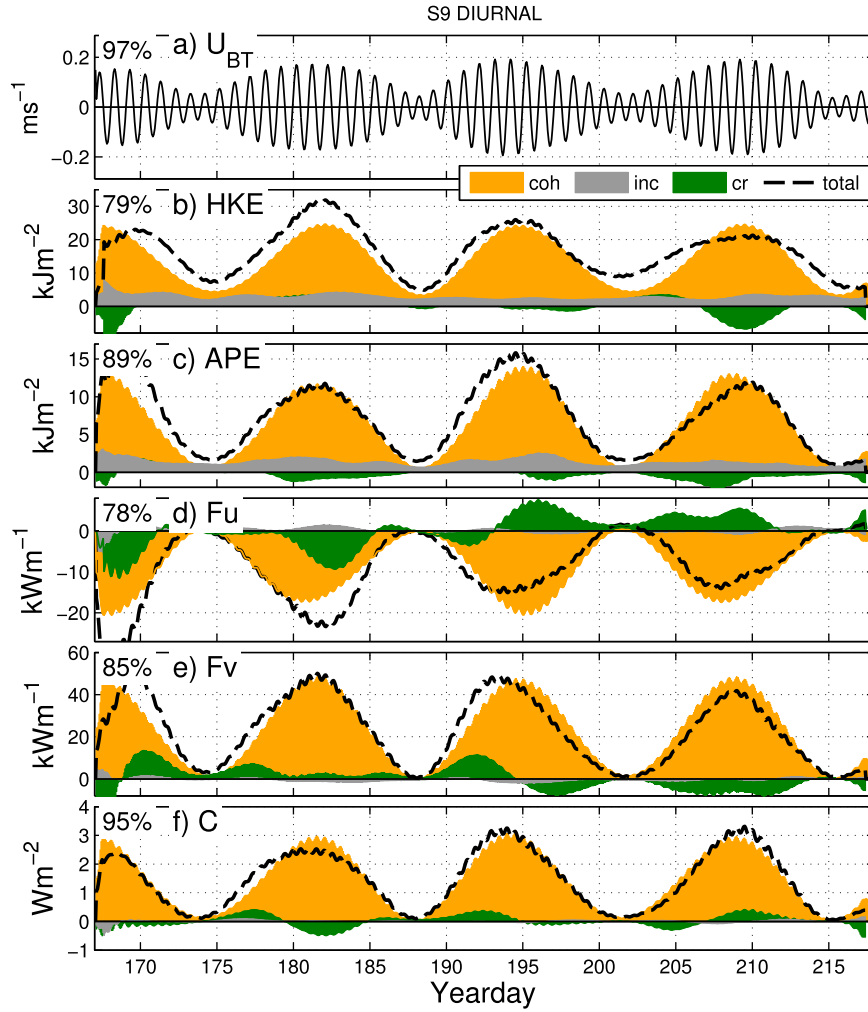 S9 DIURNAL
97% a) U_BT
0.2
0
−0.2
ms⁻¹
coh inc cr total
79% b) HKE
30
20
10
0
kJm⁻²
89% c) APE
15
10
5
0
kJm⁻²
78% d) Fu
0
−10
−20
kWm⁻¹
85% e) Fv
60
40
20
0
kWm⁻¹
95% f) C
4
3
2
1
0
−1
Wm⁻²
170 175 180 185 190 195 200 205 210 215
Yearday